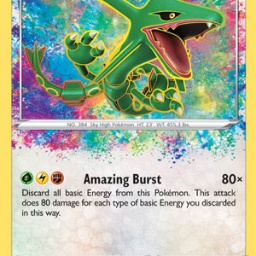 NO. 384 Sky High Pokémon HT: 23' WT: 455.2 lbs.
Amazing Burst 80×
Discard all basic Energy from this Pokémon. This attack
does 80 damage for each type of basic Energy you discarded
in this way.